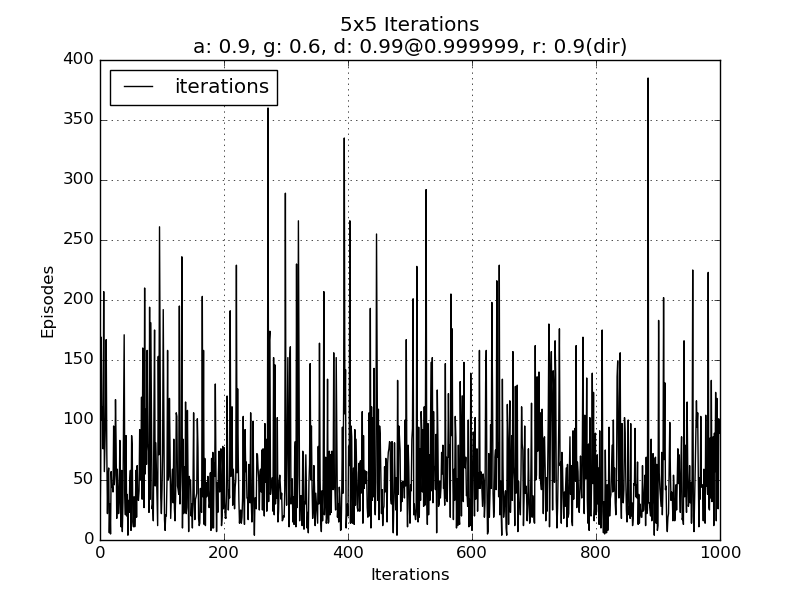 5x5 Iterations
a: 0.9, g: 0.6, d: 0.99@0.999999, r: 0.9(dir)
400
iterations
350
300
250
200
150
100
50
0
Episodes
0 200 400 600 800 1000
Iterations